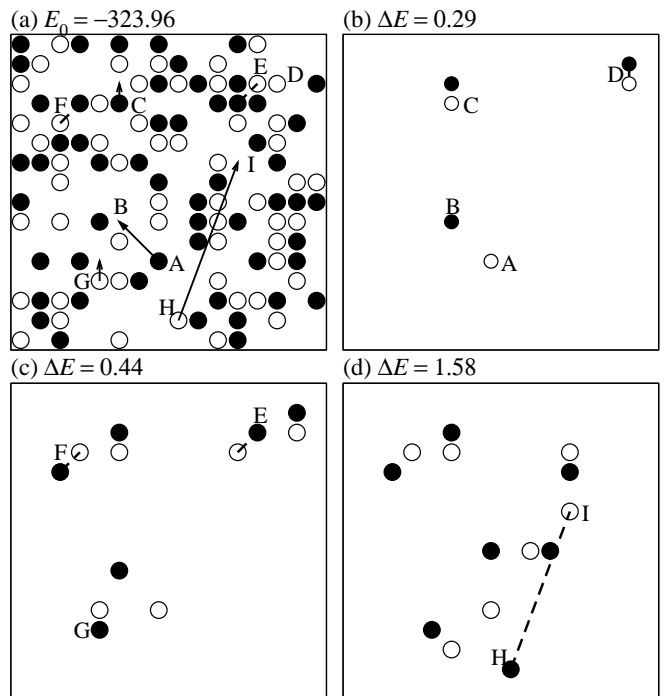 (a) E₀ = −323.96
(b) ΔE = 0.29
E
D
F
C
I
B
A
G
H
D
C
B
A
(c) ΔE = 0.44
(d) ΔE = 1.58
E
F
G
I
H